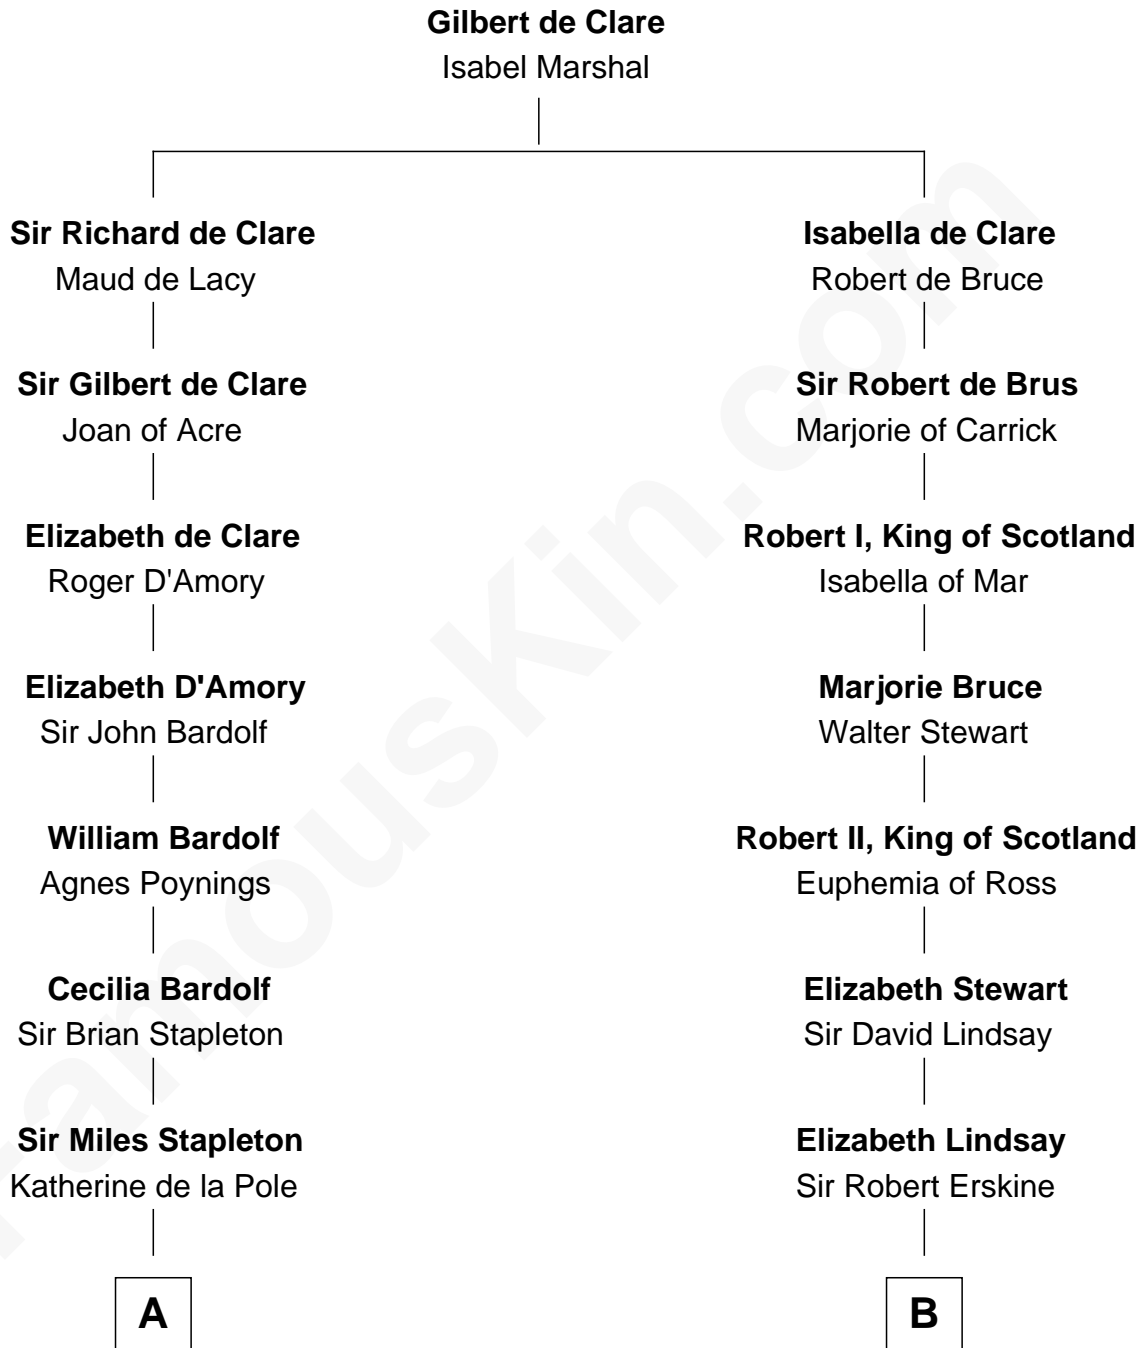 Gilbert de Clare
Isabel Marshal
Sir Richard de Clare
Maud de Lacy
Isabella de Clare
Robert de Bruce
Sir Gilbert de Clare
Joan of Acre
Sir Robert de Brus
Marjorie of Carrick
Elizabeth de Clare
Roger D'Amory
Robert I, King of Scotland
Isabella of Mar
Elizabeth D'Amory
Sir John Bardolf
Marjorie Bruce
Walter Stewart
William Bardolf
Agnes Poynings
Robert II, King of Scotland
Euphemia of Ross
Cecilia Bardolf
Sir Brian Stapleton
Elizabeth Stewart
Sir David Lindsay
Sir Miles Stapleton
Katherine de la Pole
Elizabeth Lindsay
Sir Robert Erskine
A
B
FamousKin.com